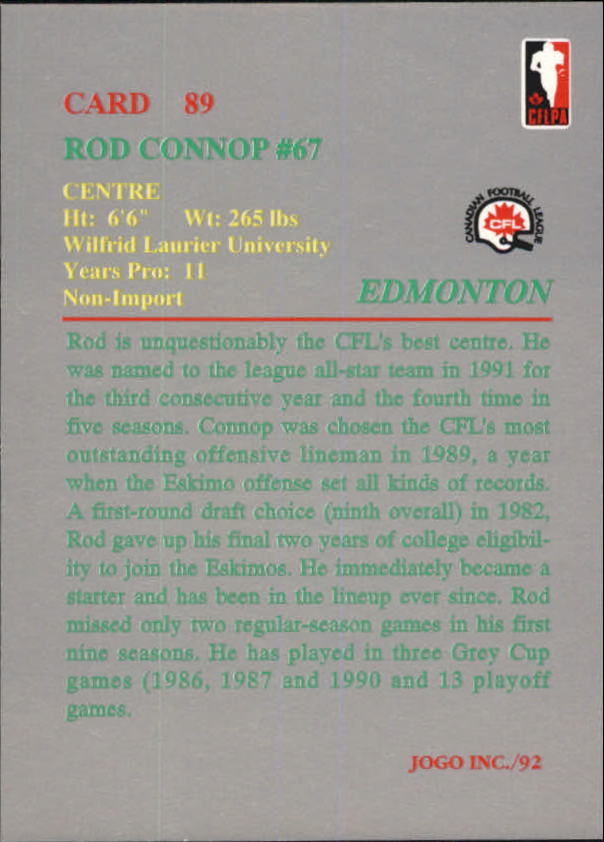 CFLPA
CARD 89
ROD CONNOP #67
CENTRE
Ht: 6'6" Wt: 265 lbs
Wilfrid Laurier University
Years Pro: 11
Non-Import
CANADIAN FOOTBALL LEAGUE
CFL
EDMONTON
Rod is unquestionably the CFL's best centre. He
was named to the league all-star team in 1991 for
the third consecutive year and the fourth time in
five seasons. Connop was chosen the CFL's most
outstanding offensive lineman in 1989, a year
when the Eskimo offense set all kinds of records.
A first-round draft choice (ninth overall) in 1982,
Rod gave up his final two years of college eligibil-
ity to join the Eskimos. He immediately became a
starter and has been in the lineup ever since. Rod
missed only two regular-season games in his first
nine seasons. He has played in three Grey Cup
games (1986, 1987 and 1990 and 13 playoff
games.
JOGO INC./92